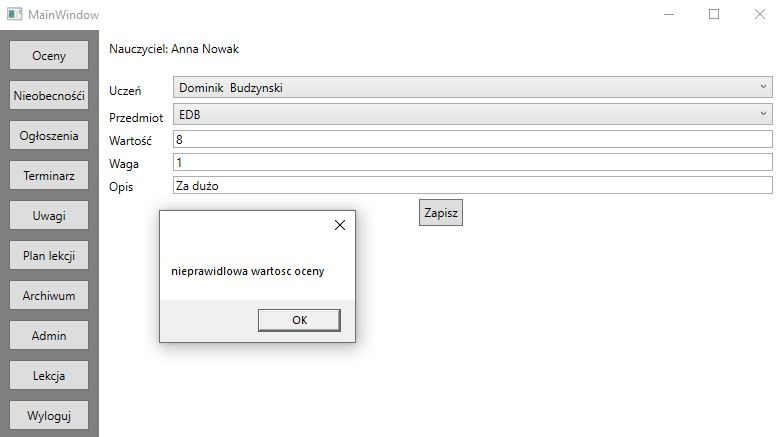 MainWindow
Oceny
Nieobecnośći
Ogłoszenia
Terminarz
Uwagi
Plan lekcji
Archiwum
Admin
Lekcja
Wyloguj
Nauczyciel: Anna Nowak
Uczeń Dominik Budzynski
Przedmiot EDB
Wartość 8
Waga 1
Opis Za dużo
Zapisz
nieprawidlowa wartosc oceny
OK